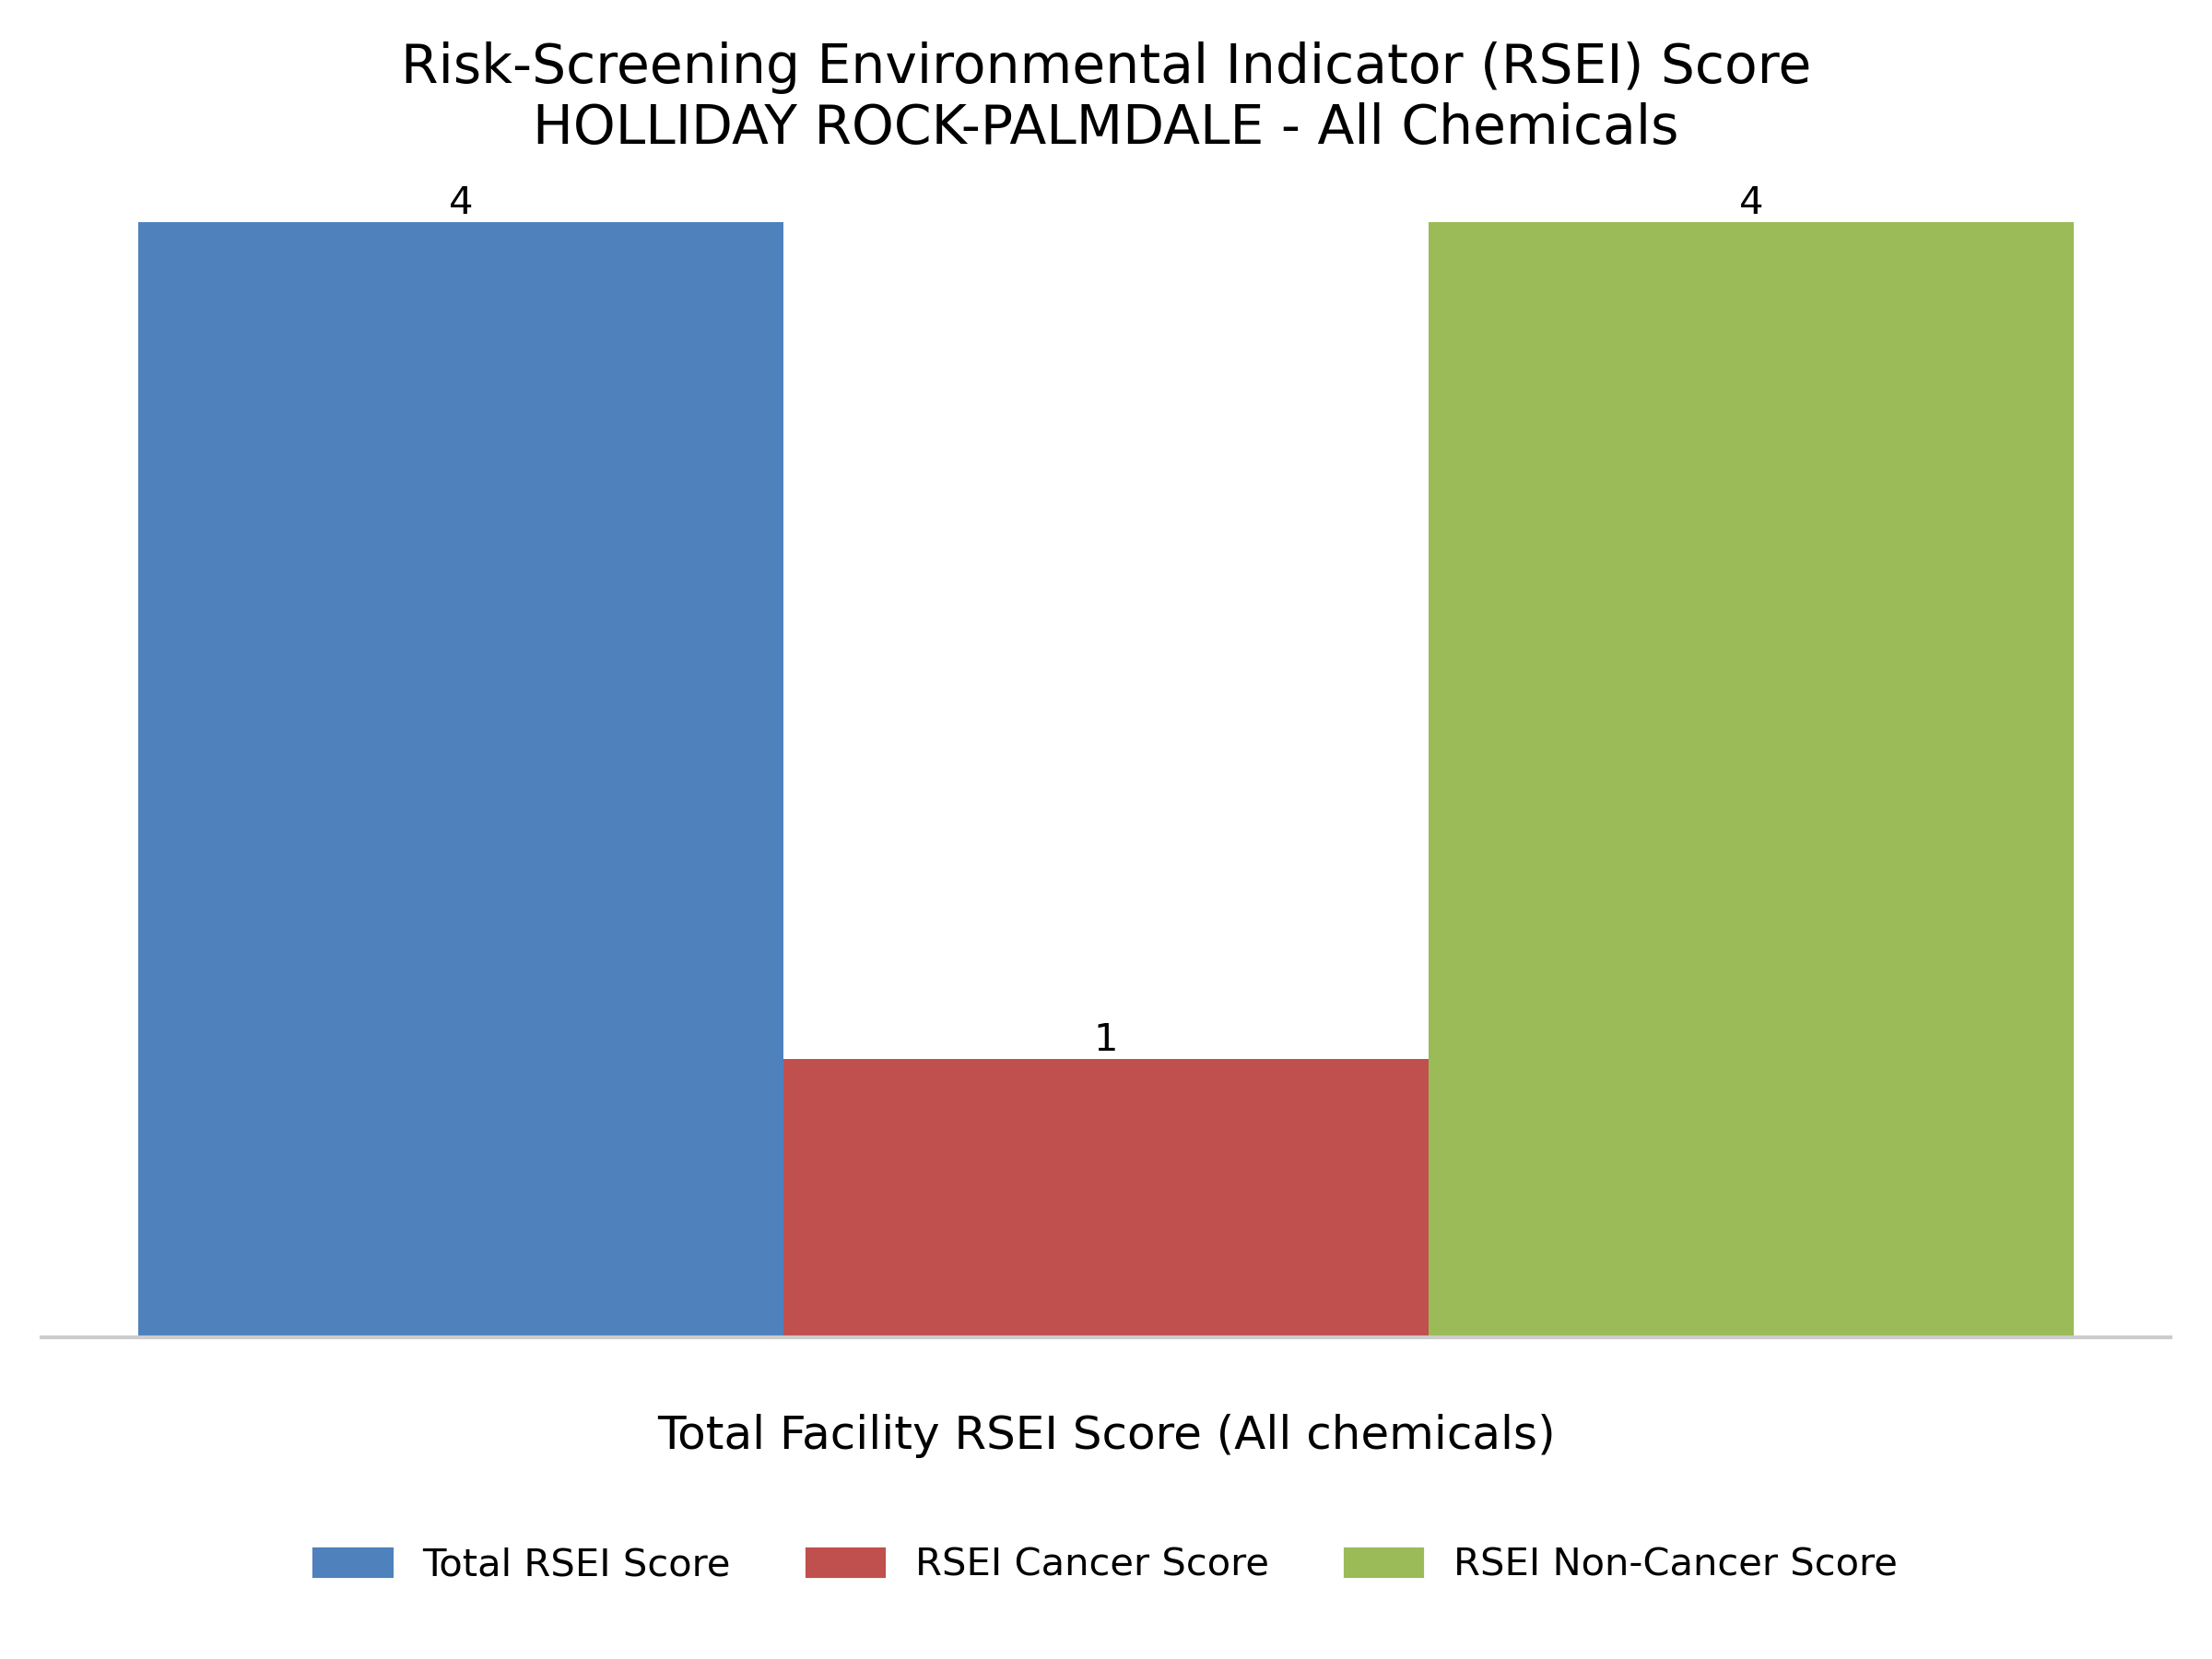 Risk-Screening Environmental Indicator (RSEI) Score
HOLLIDAY ROCK-PALMDALE - All Chemicals
4
4
1
Total Facility RSEI Score (All chemicals)
Total RSEI Score
RSEI Cancer Score
RSEI Non-Cancer Score